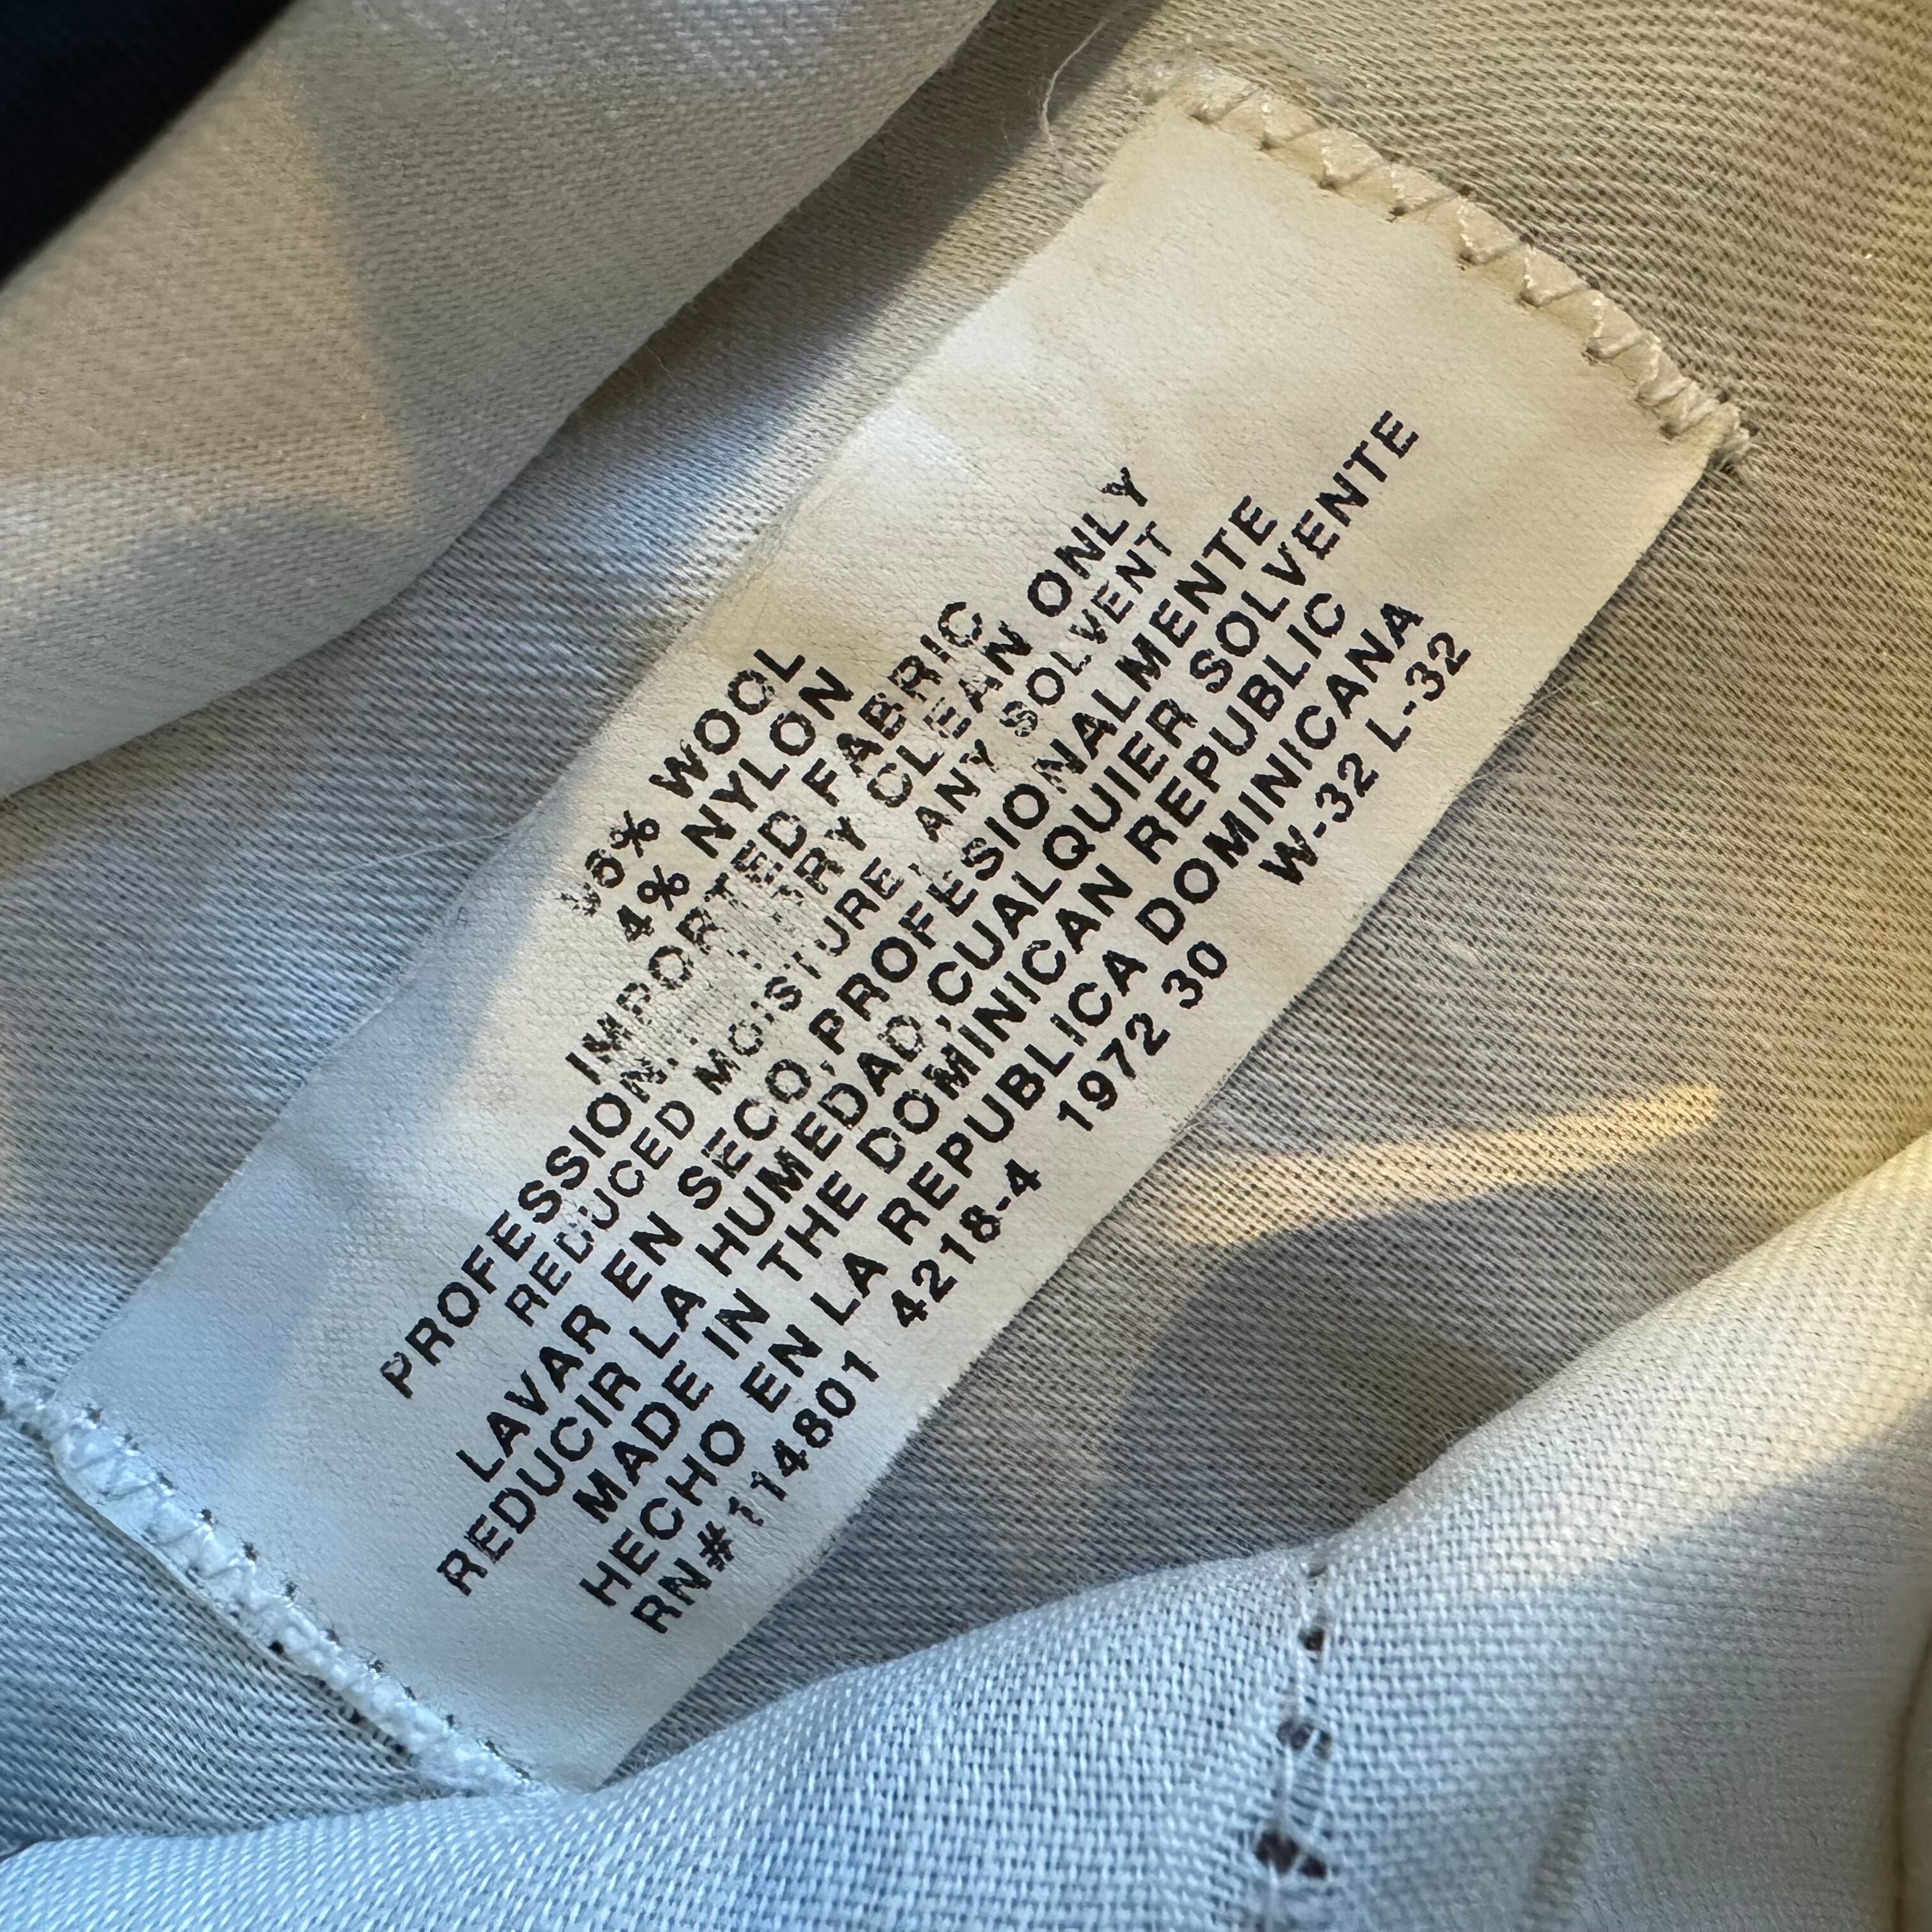 96% WOOL
4% NYLON
IMPORTED FABRIC
PROFESSIONALLY DRY CLEAN ONLY
REDUCED MOISTURE, ANY SOLVENT
LAVAR EN SECO, PROFESIONALMENTE
REDUCIR LA HUMEDAD, CUALQUIER SOLVENTE
MADE IN THE DOMINICAN REPUBLIC
HECHO EN LA REPUBLICA DOMINICANA
RN#114801 4218-4 1972 30 W-32 L-32